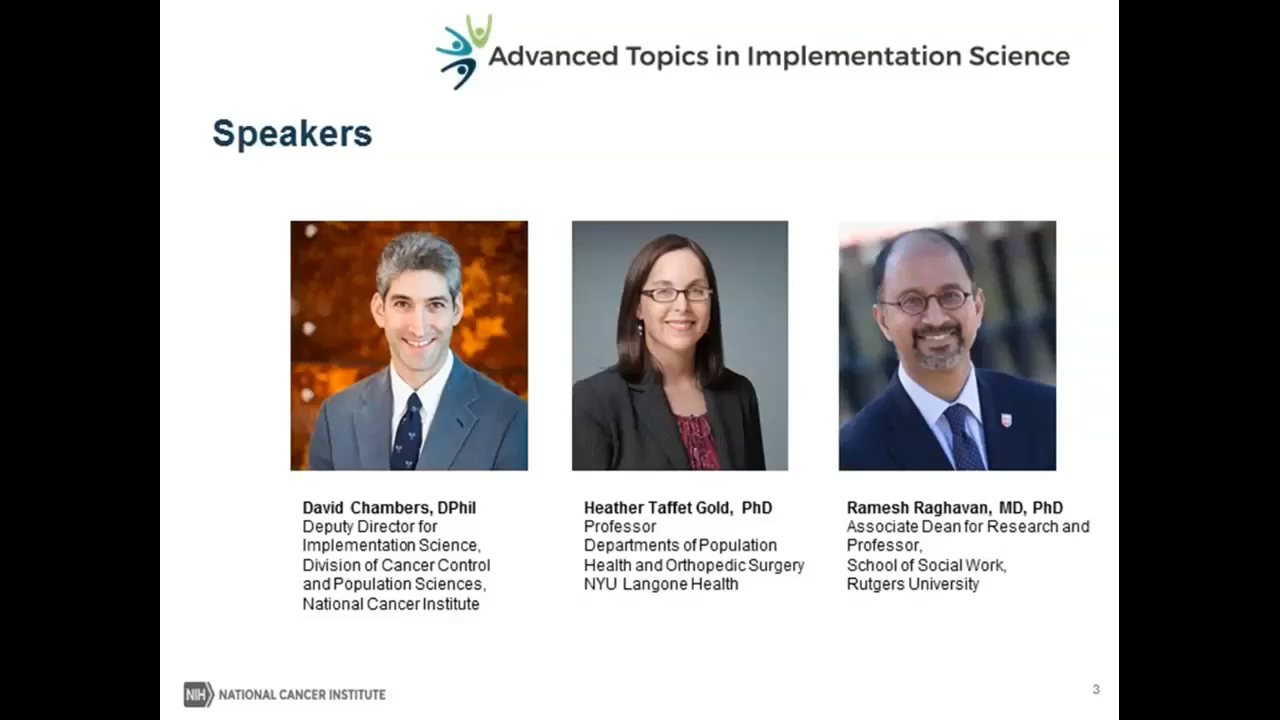 Advanced Topics in Implementation Science
Speakers
David Chambers, DPhil
Deputy Director for
Implementation Science,
Division of Cancer Control
and Population Sciences,
National Cancer Institute
Heather Taffet Gold, PhD
Professor
Departments of Population
Health and Orthopedic Surgery
NYU Langone Health
Ramesh Raghavan, MD, PhD
Associate Dean for Research and
Professor,
School of Social Work,
Rutgers University
NIH NATIONAL CANCER INSTITUTE
3